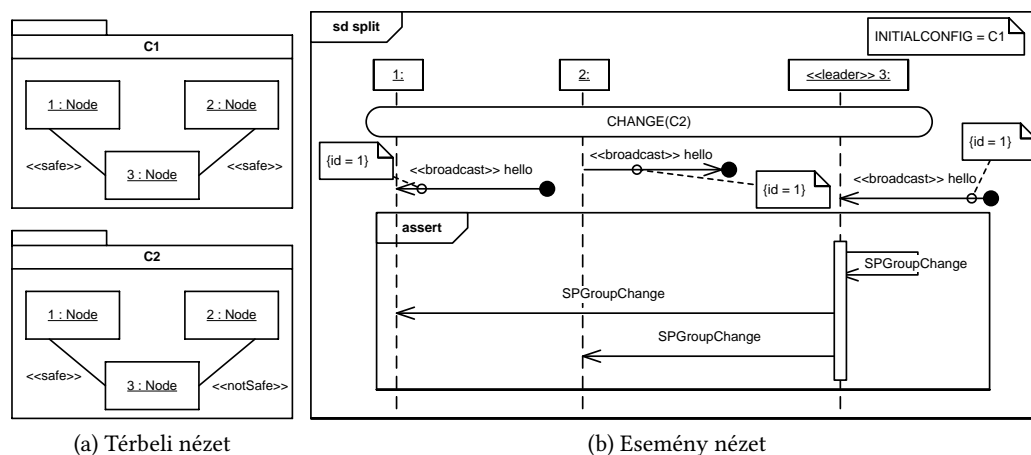 C1
1 : Node
2 : Node
<<safe>>
<<safe>>
3 : Node
C2
1 : Node
2 : Node
<<safe>>
<<notSafe>>
3 : Node
(a) Térbeli nézet
sd split
INITIALCONFIG = C1
1:
2:
<<leader>> 3:
CHANGE(C2)
{id = 1}
<<broadcast>> hello
<<broadcast>> hello
{id = 1}
{id = 1}
<<broadcast>> hello
assert
SPGroupChange
SPGroupChange
SPGroupChange
(b) Esemény nézet